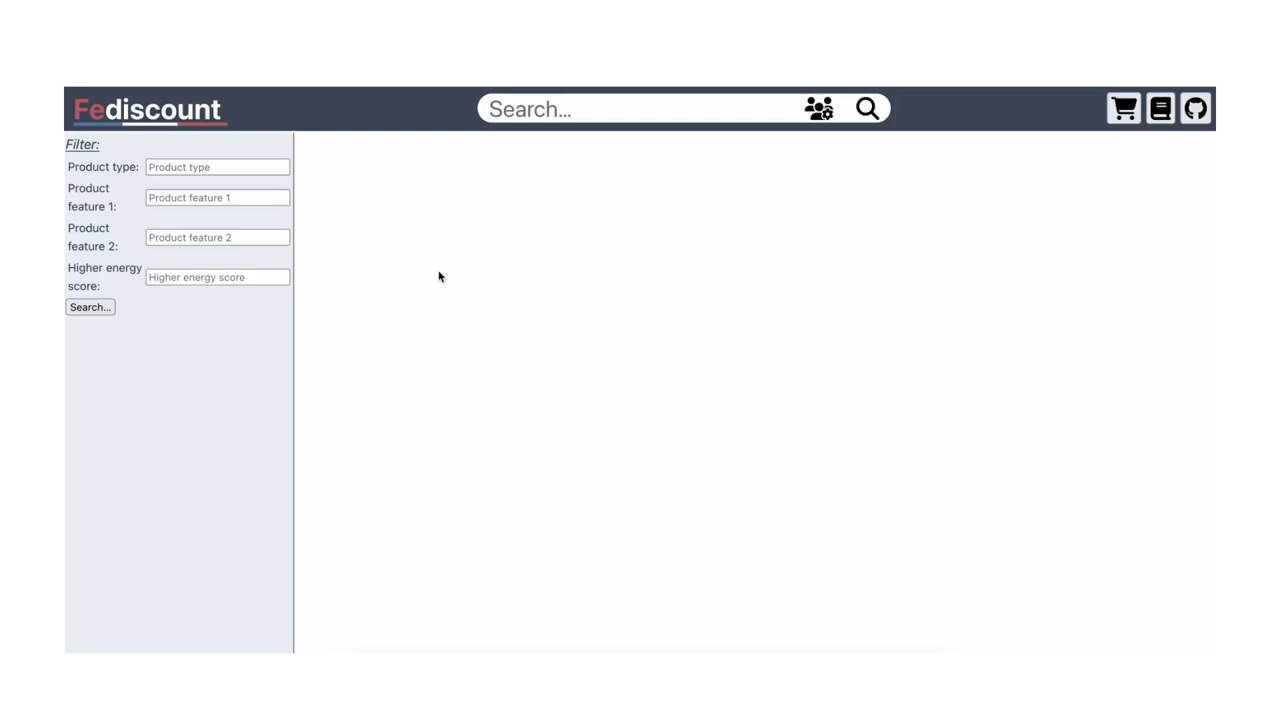 Fediscount
Search...
Filter:
Product type:
Product type
Product
feature 1:
Product feature 1
Product
feature 2:
Product feature 2
Higher energy
score:
Higher energy score
Search...